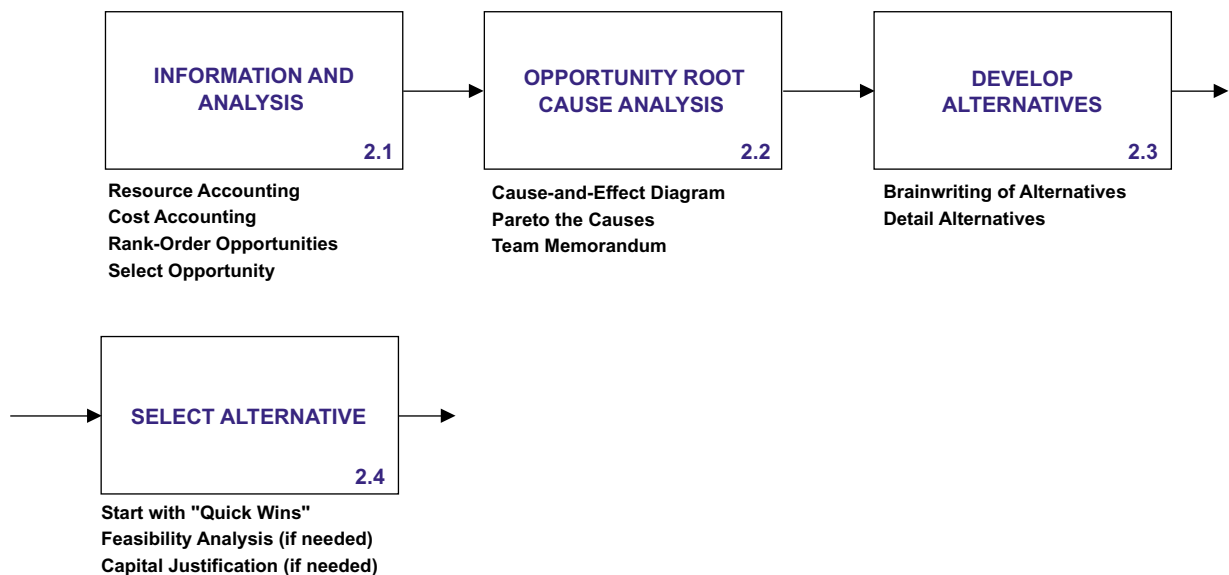 INFORMATION AND
ANALYSIS
2.1
Resource Accounting
Cost Accounting
Rank-Order Opportunities
Select Opportunity
OPPORTUNITY ROOT
CAUSE ANALYSIS
2.2
Cause-and-Effect Diagram
Pareto the Causes
Team Memorandum
DEVELOP
ALTERNATIVES
2.3
Brainwriting of Alternatives
Detail Alternatives
SELECT ALTERNATIVE
2.4
Start with "Quick Wins"
Feasibility Analysis (if needed)
Capital Justification (if needed)